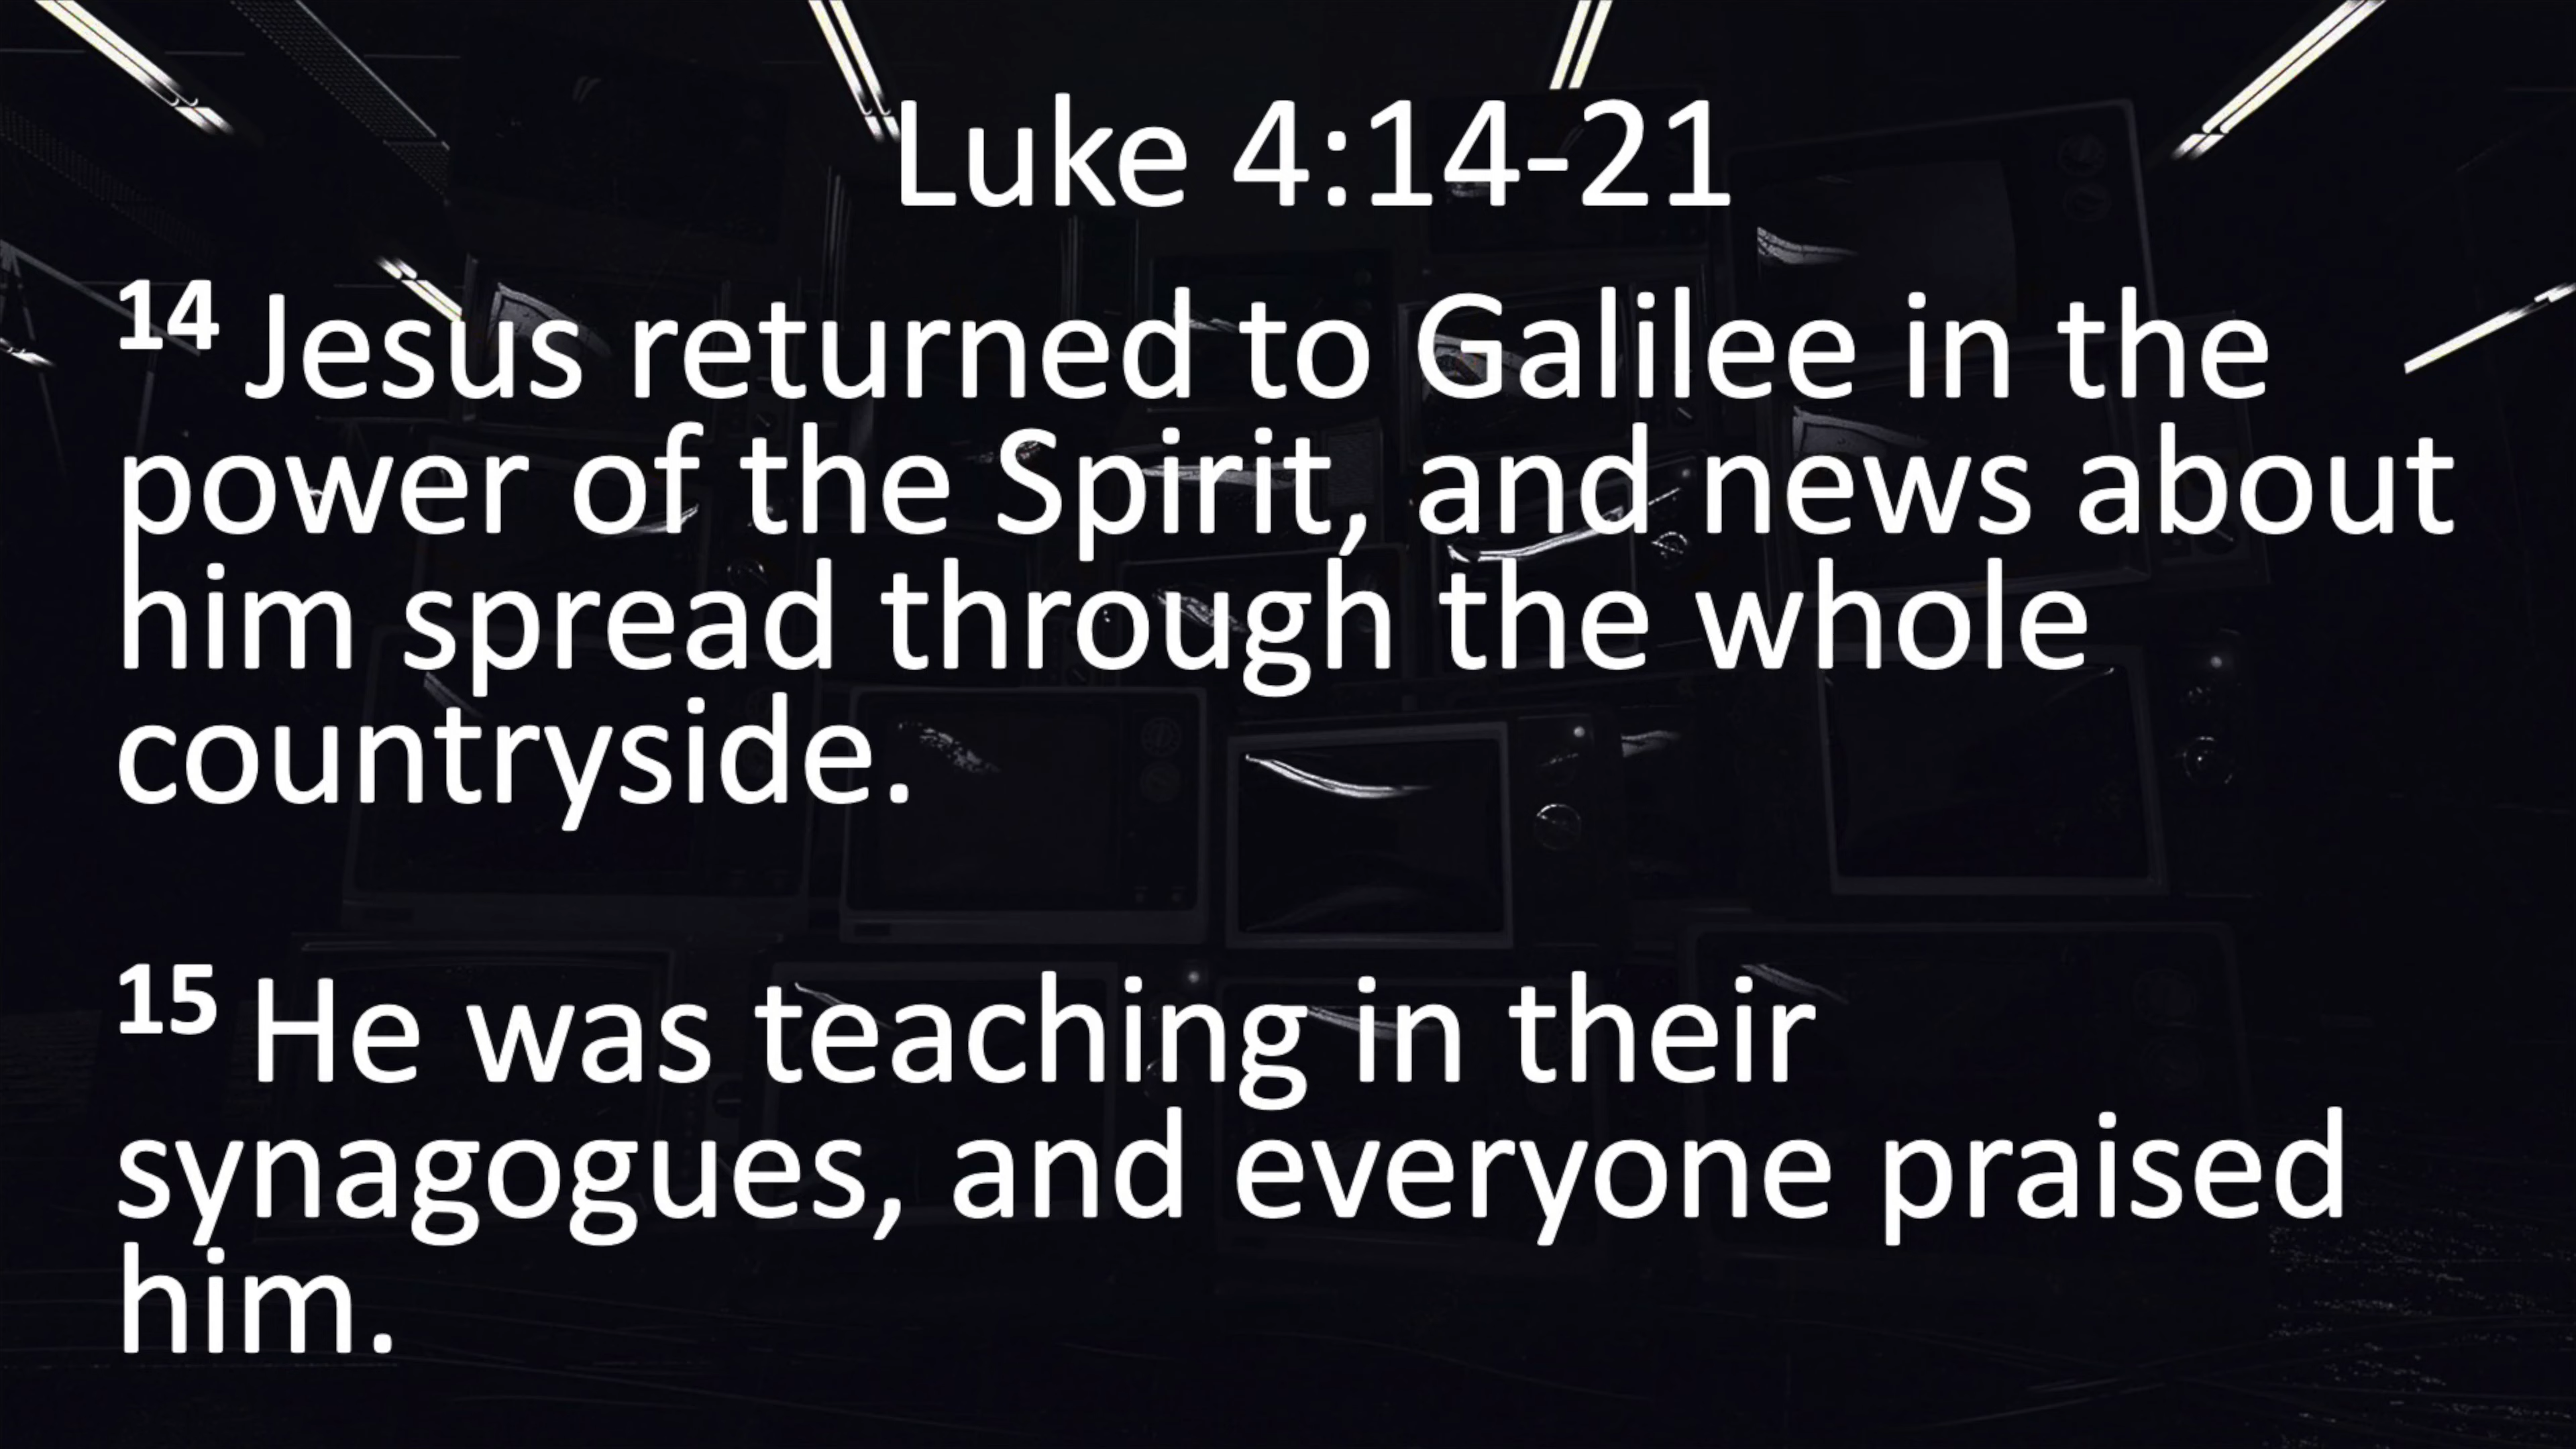 Luke 4:14-21
14 Jesus returned to Galilee in the
power of the Spirit, and news about
him spread through the whole
countryside.
15 He was teaching in their
synagogues, and everyone praised
him.